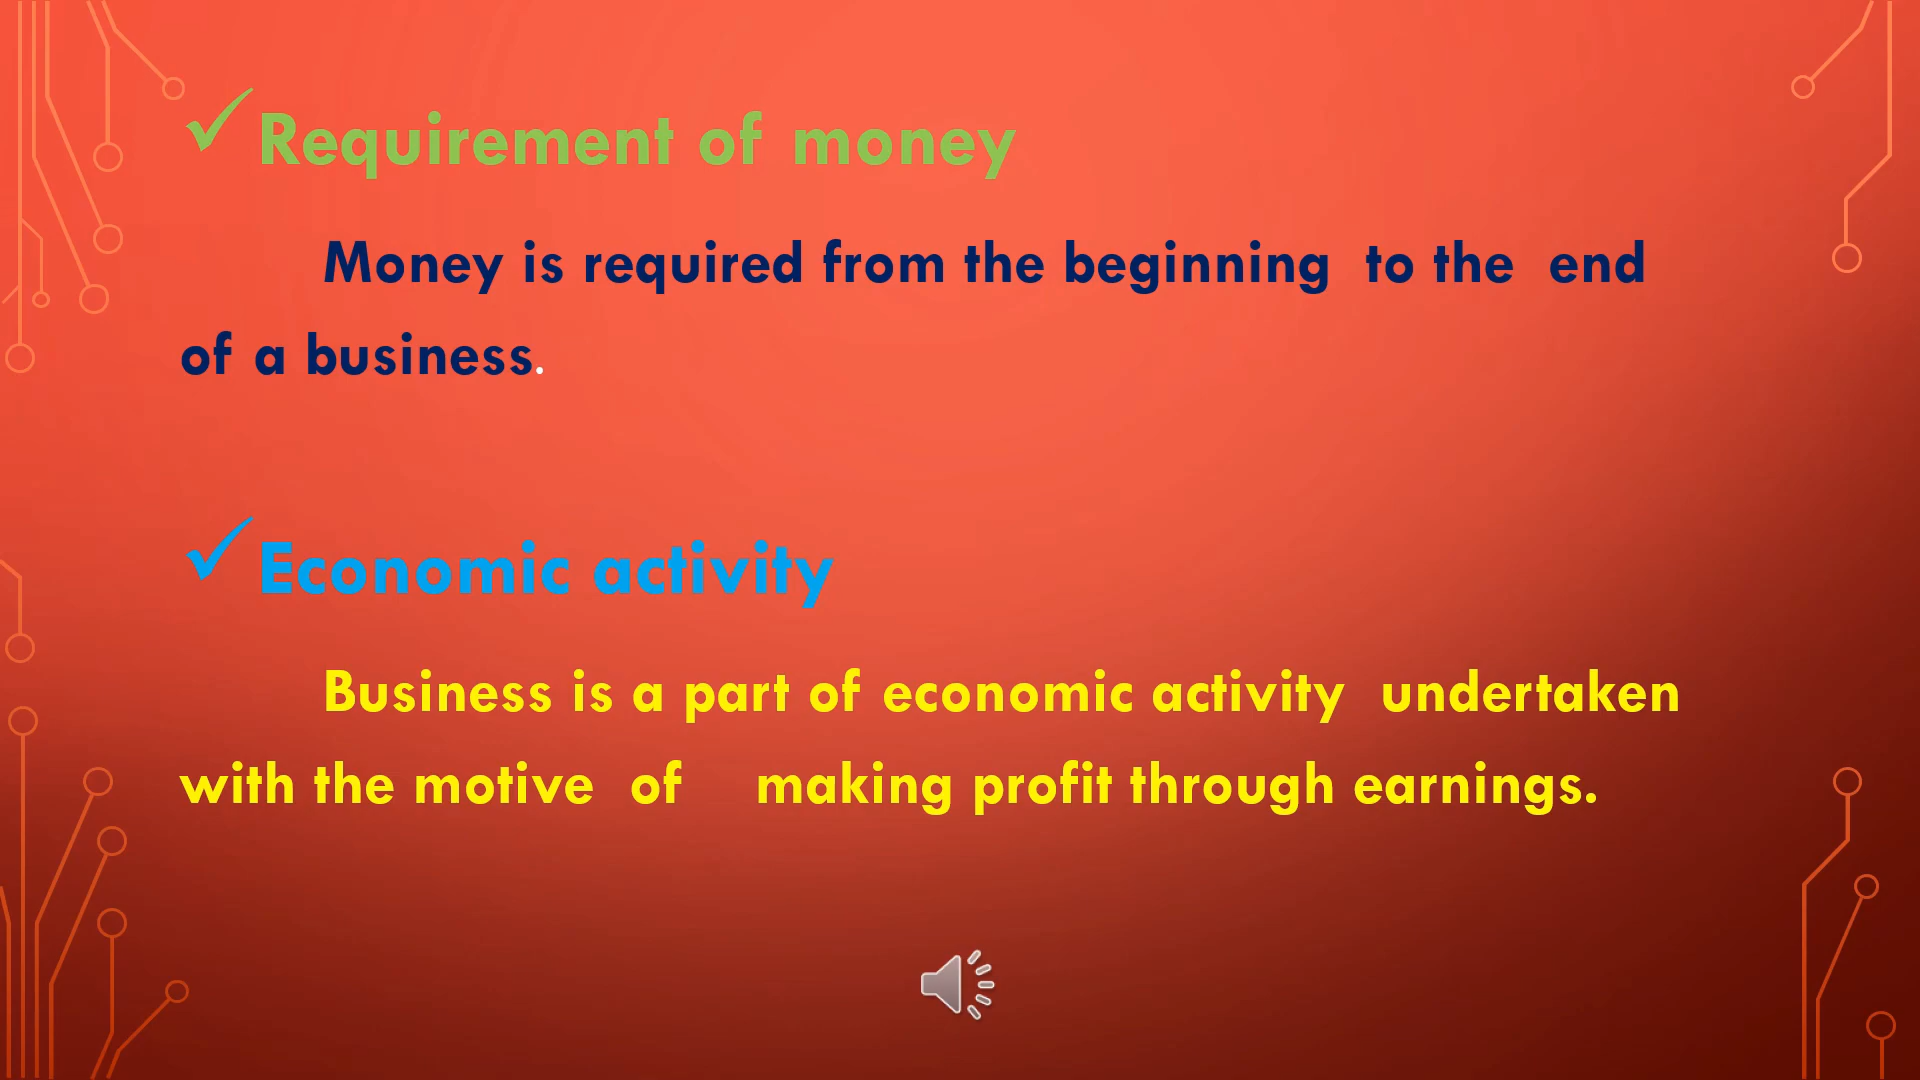 ✓Requirement of money
Money is required from the beginning to the end
of a business.
✓Economic activity
Business is a part of economic activity undertaken
with the motive of making profit through earnings.